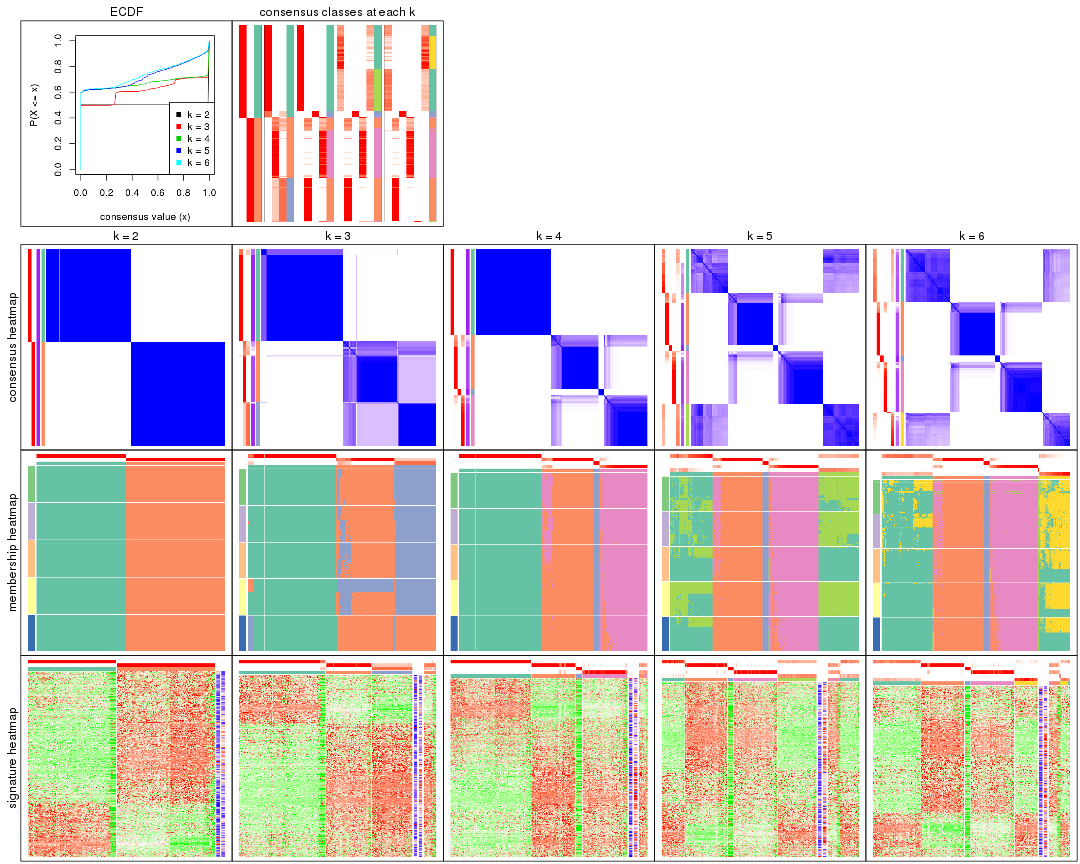 ECDF
consensus classes at each k
P(X <= x)
0.0 0.2 0.4 0.6 0.8 1.0
k = 2
k = 3
k = 4
k = 5
k = 6
0.0 0.2 0.4 0.6 0.8 1.0
consensus value (x)
k = 2
k = 3
k = 4
k = 5
k = 6
consensus heatmap
membership heatmap
signature heatmap